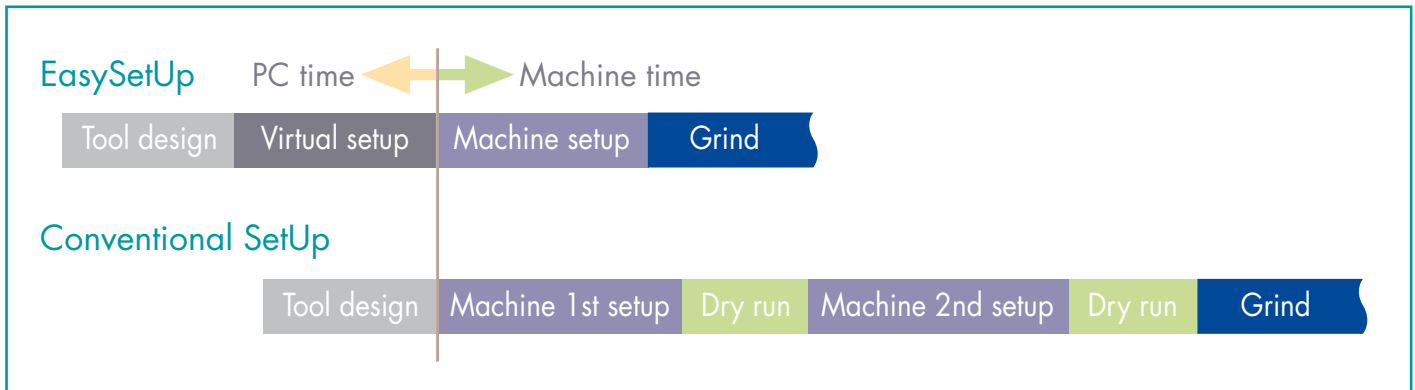 EasySetUp PC time Machine time
Tool design Virtual setup Machine setup Grind
Conventional SetUp
Tool design Machine 1st setup Dry run Machine 2nd setup Dry run Grind